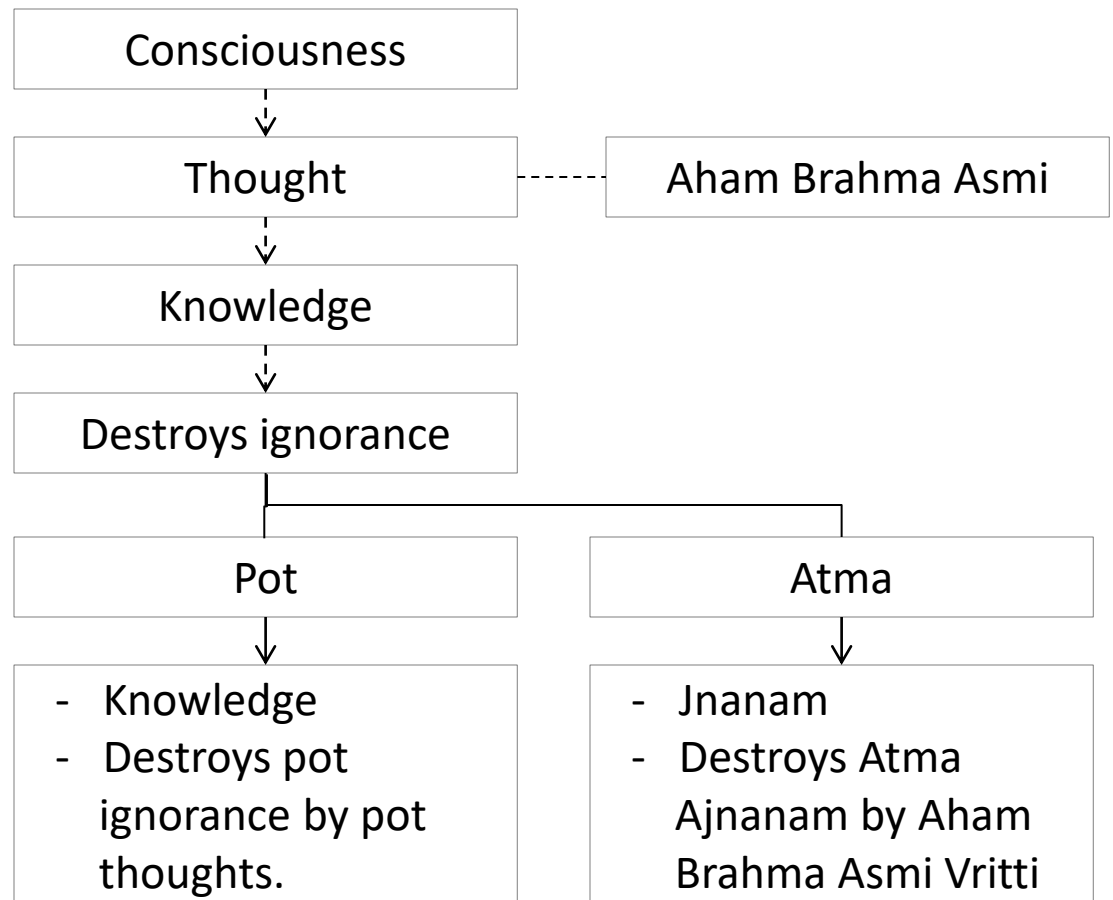 Consciousness
Thought
Aham Brahma Asmi
Knowledge
Destroys ignorance
Pot
Atma
- Knowledge
- Destroys pot
ignorance by pot
thoughts.
- Jnanam
- Destroys Atma
Ajnanam by Aham
Brahma Asmi Vritti